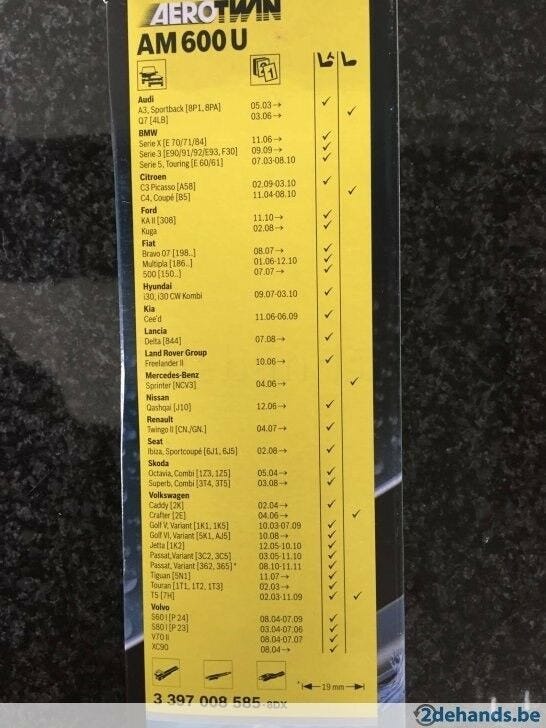 AEROTWIN
AM 600 U
Audi
A3, Sportback [8P1, 8PA] 05.03→ ✓
Q7 [4LB] 03.06→ ✓
BMW
Serie X [E 70/71/84] 11.06→ ✓
Serie 3 [E90/91/92/E93, F30] 09.09→ ✓
Serie 5, Touring [E 60/61] 07.03-08.10 ✓
Citroen
C3 Picasso [A58] 02.09-03.10 ✓
C4, Coupé [B5] 11.04-08.10 ✓
Ford
KA II [308] 11.10→ ✓
Kuga 02.08→ ✓
Fiat
Bravo 07 [198..] 08.07→ ✓
Multipla [186..] 01.06-12.10 ✓
500 [150..] 07.07→ ✓
Hyundai
i30, i30 CW Kombi 09.07-03.10 ✓
Kia
Cee'd 11.06-06.09 ✓
Lancia
Delta [844] 07.08→ ✓
Land Rover Group
Freelander II 10.06→ ✓
Mercedes-Benz
Sprinter [NCV3] 04.06→ ✓
Nissan
Qashqai [J10] 12.06→ ✓
Renault
Twingo II [CN./GN.] 04.07→ ✓
Seat
Ibiza, Sportcoupé [6J1, 6J5] 02.08→ ✓
Skoda
Octavia, Combi [1Z3, 1Z5] 05.04→ ✓
Superb, Combi [3T4, 3T5] 03.08→ ✓
Volkswagen
Caddy [2K] 02.04→ ✓
Crafter [2E] 04.06→ ✓
Golf V, Variant [1K1, 1K5] 10.03-07.09 ✓
Golf VI, Variant [5K1, AJ5] 10.08→ ✓
Jetta [1K2] 12.05-10.10 ✓
Passat, Variant [3C2, 3C5] 03.05-11.10 ✓
Passat, Variant [362, 365]* 08.10-11.11 ✓
Tiguan [5N1] 11.07→ ✓
Touran [1T1, 1T2, 1T3] 02.03→ ✓
T5 [7H] 02.03-11.09 ✓ ✓
Volvo
S60 I [P 24] 08.04-07.09 ✓
S80 I [P 23] 03.04-07.06 ✓
V70 II 08.04-07.07 ✓
XC90 08.04→ ✓
* 19 mm
3 397 008 585-8DX
2dehands.be